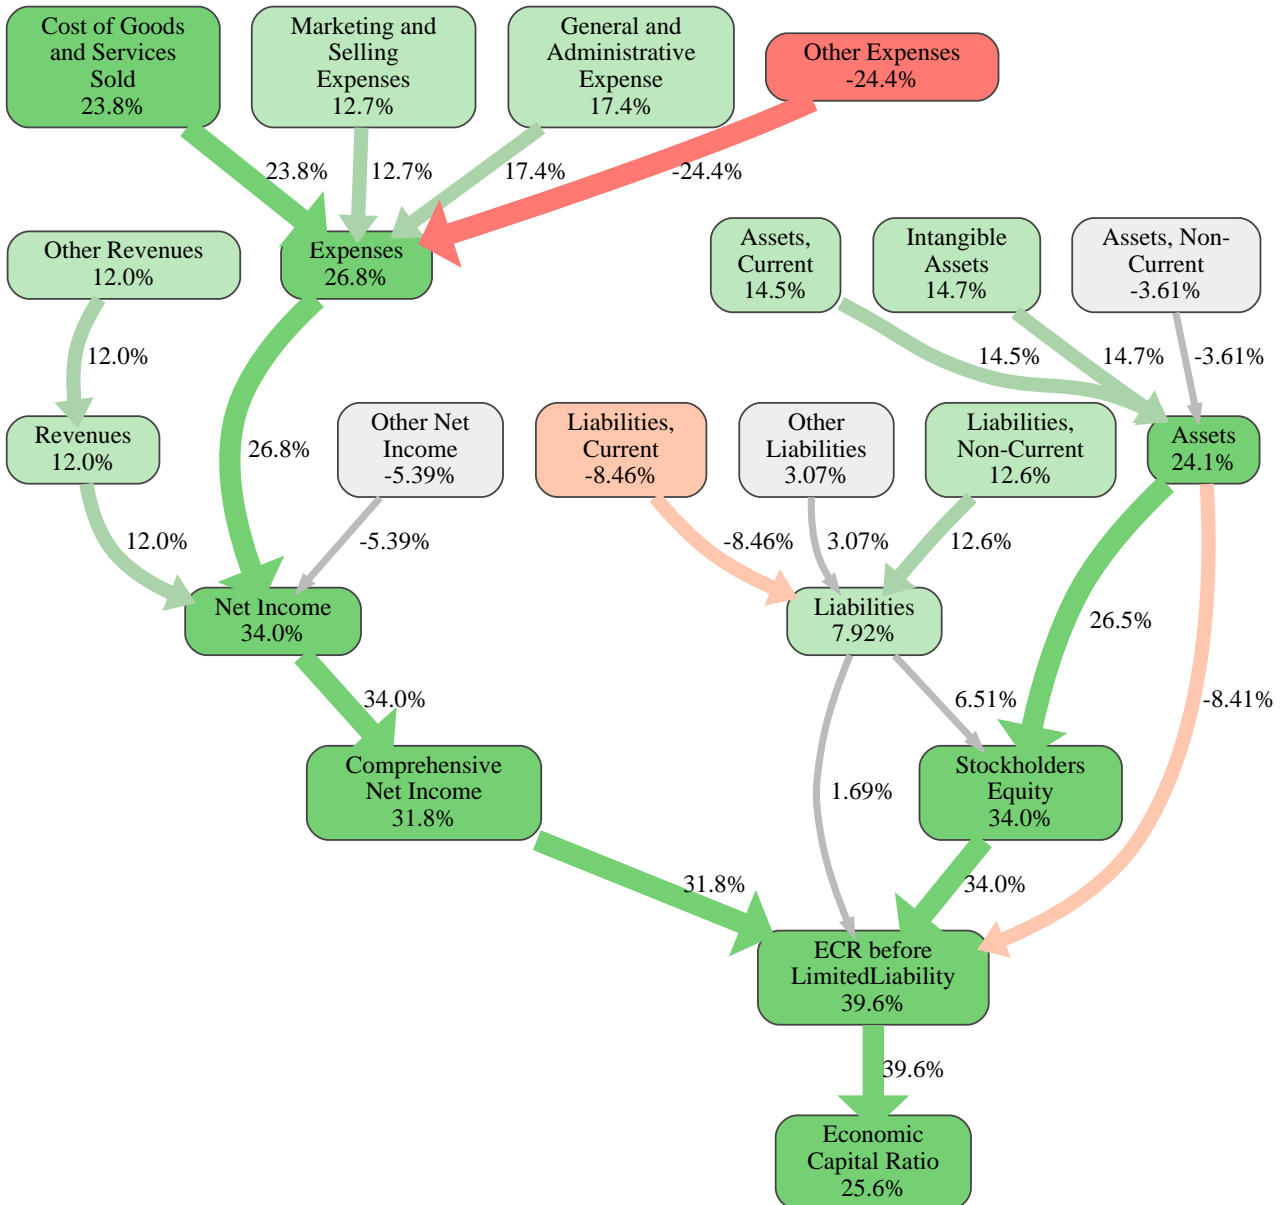 Cost of Goods
and Services
Sold
23.8%
Marketing and
Selling
Expenses
12.7%
General and
Administrative
Expense
17.4%
Other Expenses
-24.4%
23.8%
12.7%
17.4%
-24.4%
Other Revenues
12.0%
Expenses
26.8%
Assets,
Current
14.5%
Intangible
Assets
14.7%
Assets, Non-
Current
-3.61%
12.0%
14.5%
14.7%
-3.61%
Revenues
12.0%
26.8%
Other Net
Income
-5.39%
Liabilities,
Current
-8.46%
Other
Liabilities
3.07%
Liabilities,
Non-Current
12.6%
Assets
24.1%
12.0%
-5.39%
-8.46%
3.07%
12.6%
Net Income
34.0%
Liabilities
7.92%
26.5%
34.0%
6.51%
-8.41%
Comprehensive
Net Income
31.8%
1.69%
Stockholders
Equity
34.0%
31.8%
34.0%
ECR before
LimitedLiability
39.6%
39.6%
Economic
Capital Ratio
25.6%